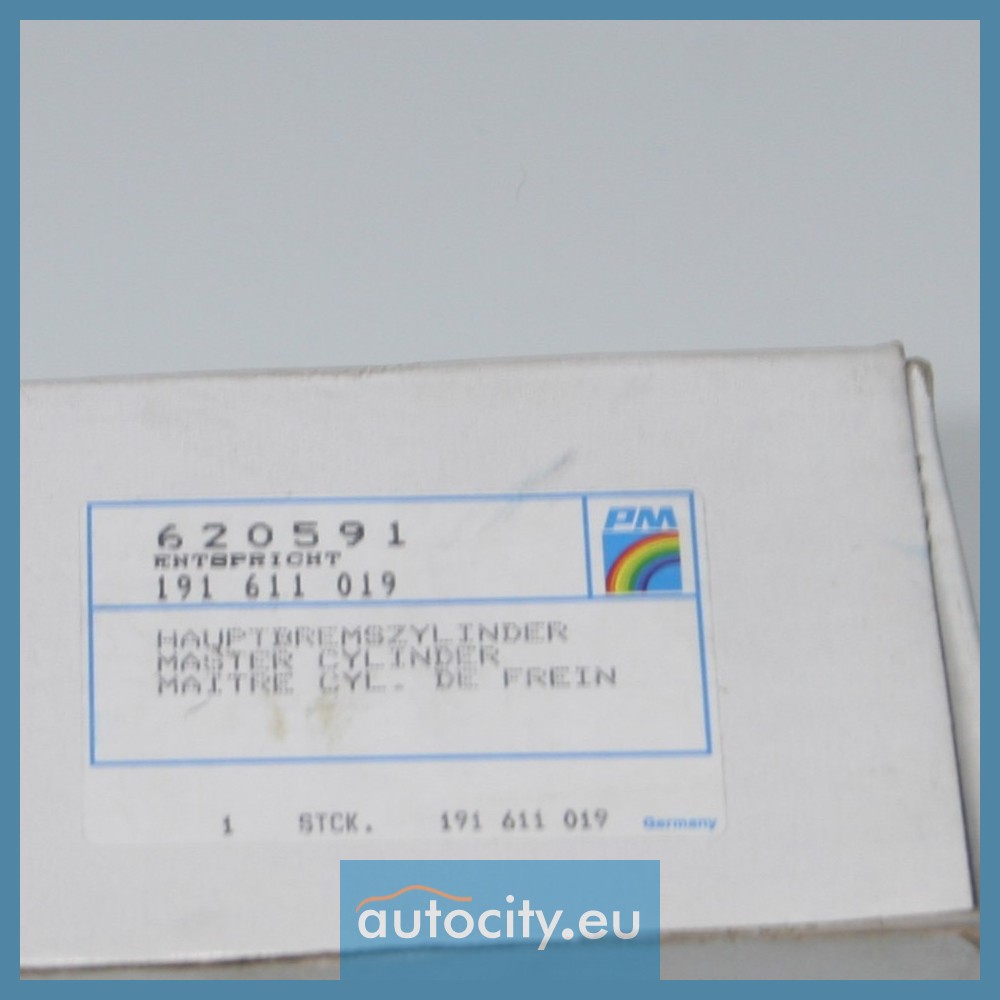 620591
ENTSPRICHT
191 611 019
PM
HAUPTBREMSZYLINDER
MASTER CYLINDER
MAITRE CYL. DE FREIN
1 STCK. 191 611 019 Germany
autocity.eu